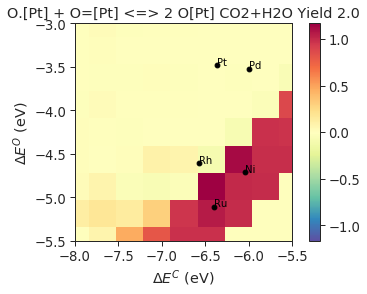 O.[Pt] + O=[Pt] <=> 2 O[Pt] CO2+H2O Yield 2.0
−3.0
−3.5
−4.0
−4.5
−5.0
−5.5
ΔE^O (eV)
Pt
Pd
Rh
Ni
Ru
−8.0 −7.5 −7.0 −6.5 −6.0 −5.5
ΔE^C (eV)
1.0
0.5
0.0
−0.5
−1.0